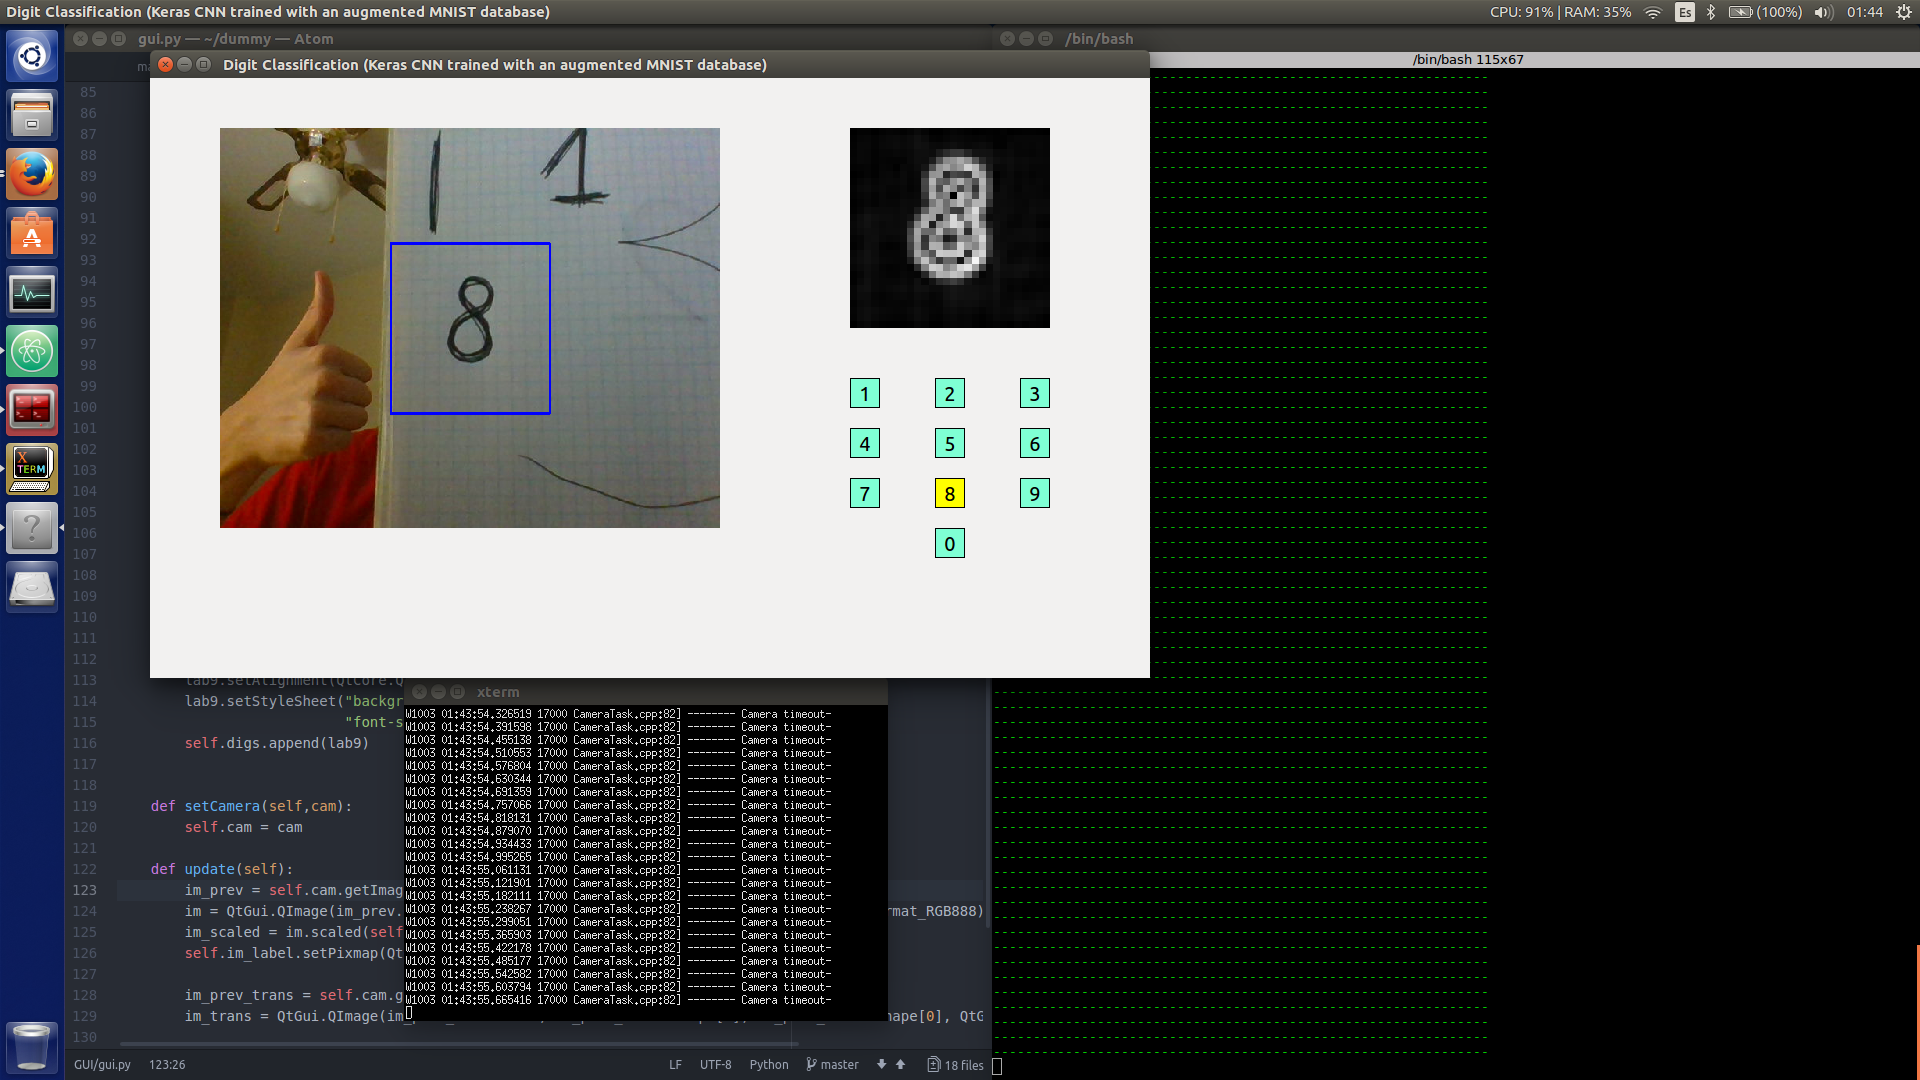 Digit Classification (Keras CNN trained with an augmented MNIST database)
CPU: 91% | RAM: 35%
Es
(100%)
01:44
gui.py — ~/dummy — Atom
/bin/bash
/bin/bash 115x67
Digit Classification (Keras CNN trained with an augmented MNIST database)
1
8
8
1 2 3
4 5 6
7 8 9
0
X
TERM
85
86
87
88
89
90
91
92
93
94
95
96
97
98
99
100
101
102
103
104
105
106
107
108
109
110
111
112
113 lab9.setAlignment(QtCore.Q
114 lab9.setStyleSheet("backgr
115 "font-s
116 self.digs.append(lab9)
117
118
119 def setCamera(self,cam):
120 self.cam = cam
121
122 def update(self):
123 im_prev = self.cam.getImag
124 im = QtGui.QImage(im_prev. rmat_RGB888)
125 im_scaled = im.scaled(self
126 self.im_label.setPixmap(Qt
127
128 im_prev_trans = self.cam.g
129 im_trans = QtGui.QImage(im_ hape[0], QtG
130
xterm
W1003 01:43:54.326519 17000 CameraTask.cpp:82] -------- Camera timeout-
W1003 01:43:54.391598 17000 CameraTask.cpp:82] -------- Camera timeout-
W1003 01:43:54.455138 17000 CameraTask.cpp:82] -------- Camera timeout-
W1003 01:43:54.510553 17000 CameraTask.cpp:82] -------- Camera timeout-
W1003 01:43:54.576804 17000 CameraTask.cpp:82] -------- Camera timeout-
W1003 01:43:54.630344 17000 CameraTask.cpp:82] -------- Camera timeout-
W1003 01:43:54.691359 17000 CameraTask.cpp:82] -------- Camera timeout-
W1003 01:43:54.757066 17000 CameraTask.cpp:82] -------- Camera timeout-
W1003 01:43:54.818131 17000 CameraTask.cpp:82] -------- Camera timeout-
W1003 01:43:54.879070 17000 CameraTask.cpp:82] -------- Camera timeout-
W1003 01:43:54.934433 17000 CameraTask.cpp:82] -------- Camera timeout-
W1003 01:43:54.995265 17000 CameraTask.cpp:82] -------- Camera timeout-
W1003 01:43:55.061131 17000 CameraTask.cpp:82] -------- Camera timeout-
W1003 01:43:55.121901 17000 CameraTask.cpp:82] -------- Camera timeout-
W1003 01:43:55.182111 17000 CameraTask.cpp:82] -------- Camera timeout-
W1003 01:43:55.238267 17000 CameraTask.cpp:82] -------- Camera timeout-
W1003 01:43:55.299051 17000 CameraTask.cpp:82] -------- Camera timeout-
W1003 01:43:55.365903 17000 CameraTask.cpp:82] -------- Camera timeout-
W1003 01:43:55.422178 17000 CameraTask.cpp:82] -------- Camera timeout-
W1003 01:43:55.485177 17000 CameraTask.cpp:82] -------- Camera timeout-
W1003 01:43:55.542582 17000 CameraTask.cpp:82] -------- Camera timeout-
W1003 01:43:55.603794 17000 CameraTask.cpp:82] -------- Camera timeout-
W1003 01:43:55.665416 17000 CameraTask.cpp:82] -------- Camera timeout-
GUI/gui.py 123:26
LF UTF-8 Python master 18 files